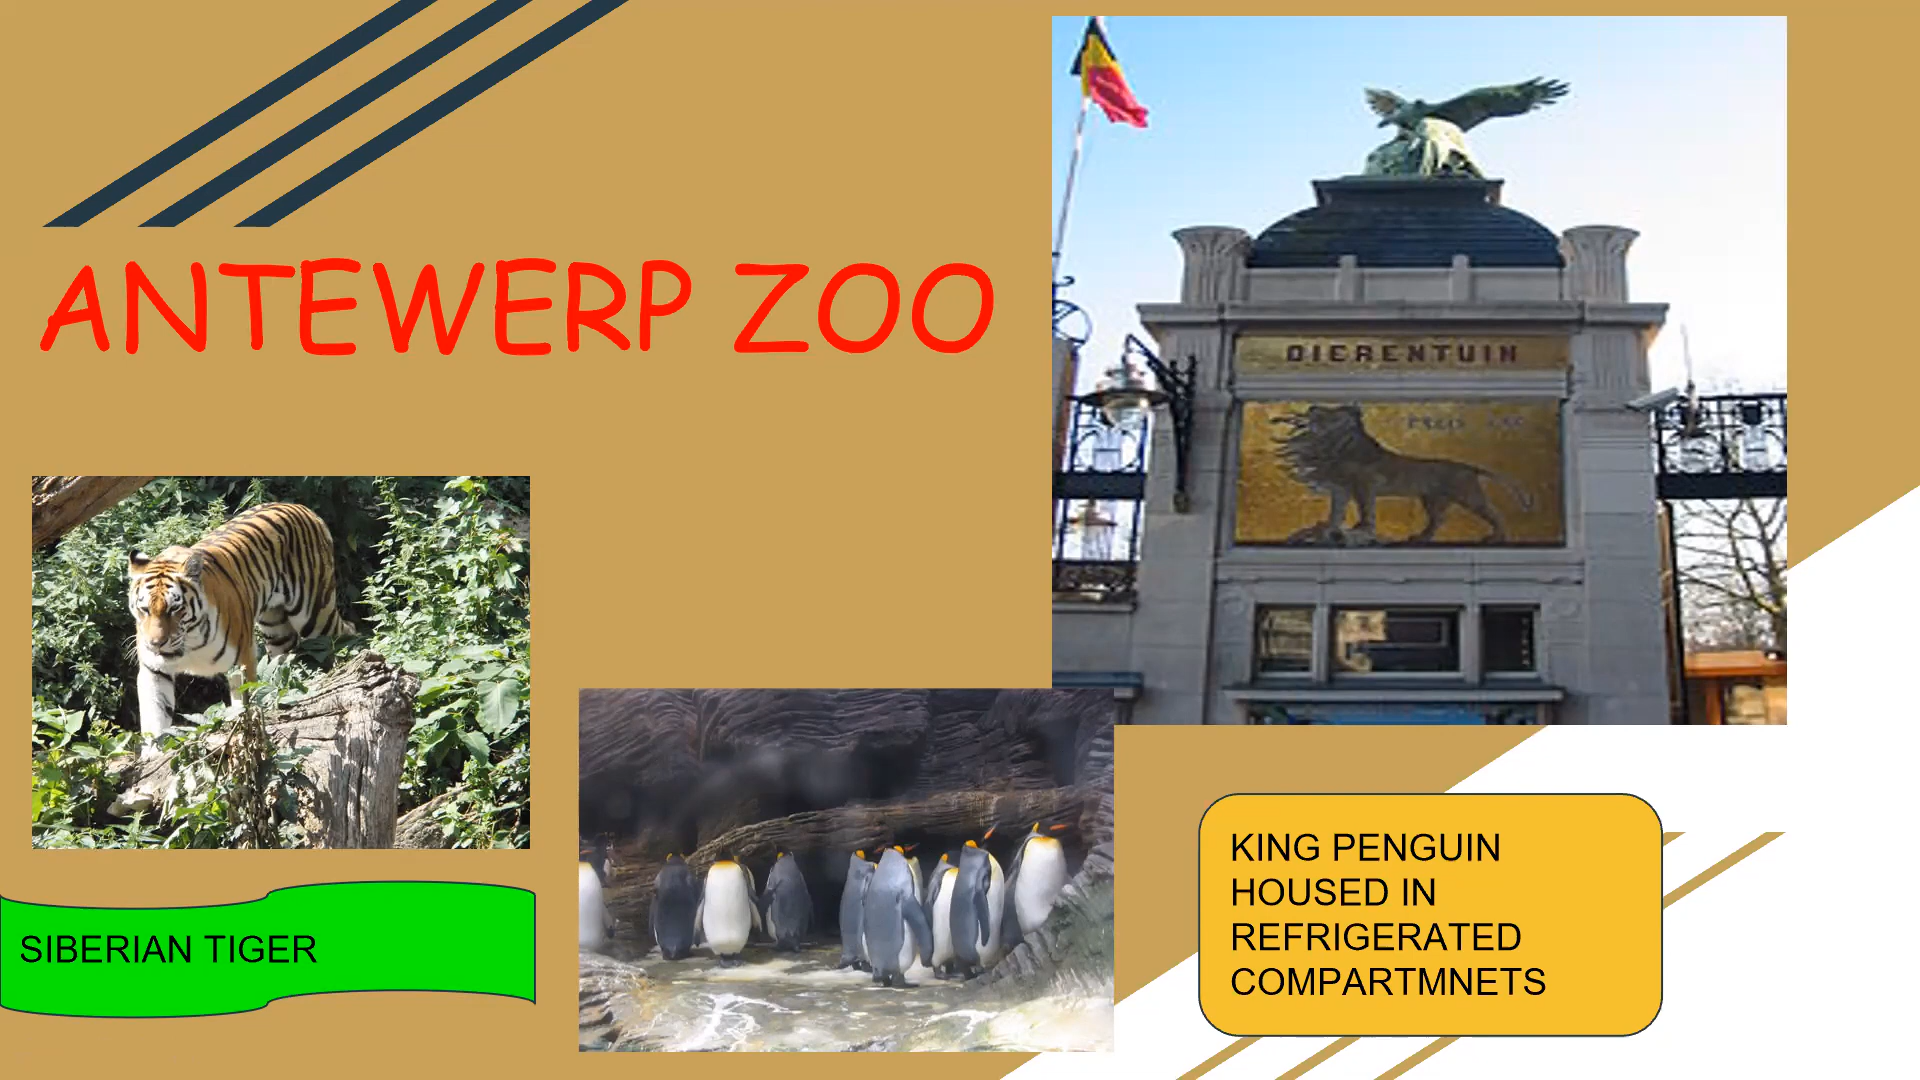 ANTEWERP ZOO
DIERENTUIN
SIBERIAN TIGER
KING PENGUIN
HOUSED IN
REFRIGERATED
COMPARTMNETS